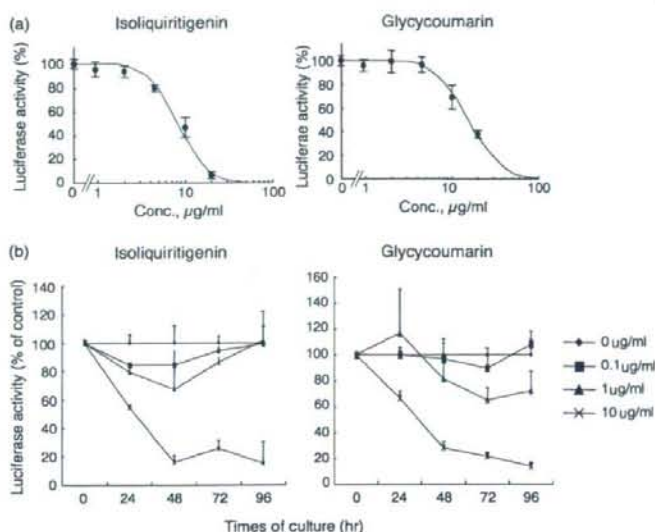 (a)
Isoliquiritigenin
Luciferase activity (%)
120
100
80
60
40
20
0
0 1 10 100
Conc., µg/ml
Glycycoumarin
Luciferae activity (%)
120
100
80
60
40
20
0
0 1 10 100
Conc., µg/ml
(b)
Isoliquiritigenin
Luciferase activity (% of control)
140
120
100
80
60
40
20
0
0 24 48 72 96
Glycycoumarin
160
140
120
100
80
60
40
20
0
0 24 48 72 96
Times of culture (hr)
0 ug/ml
0.1ug/ml
1ug/ml
10ug/ml